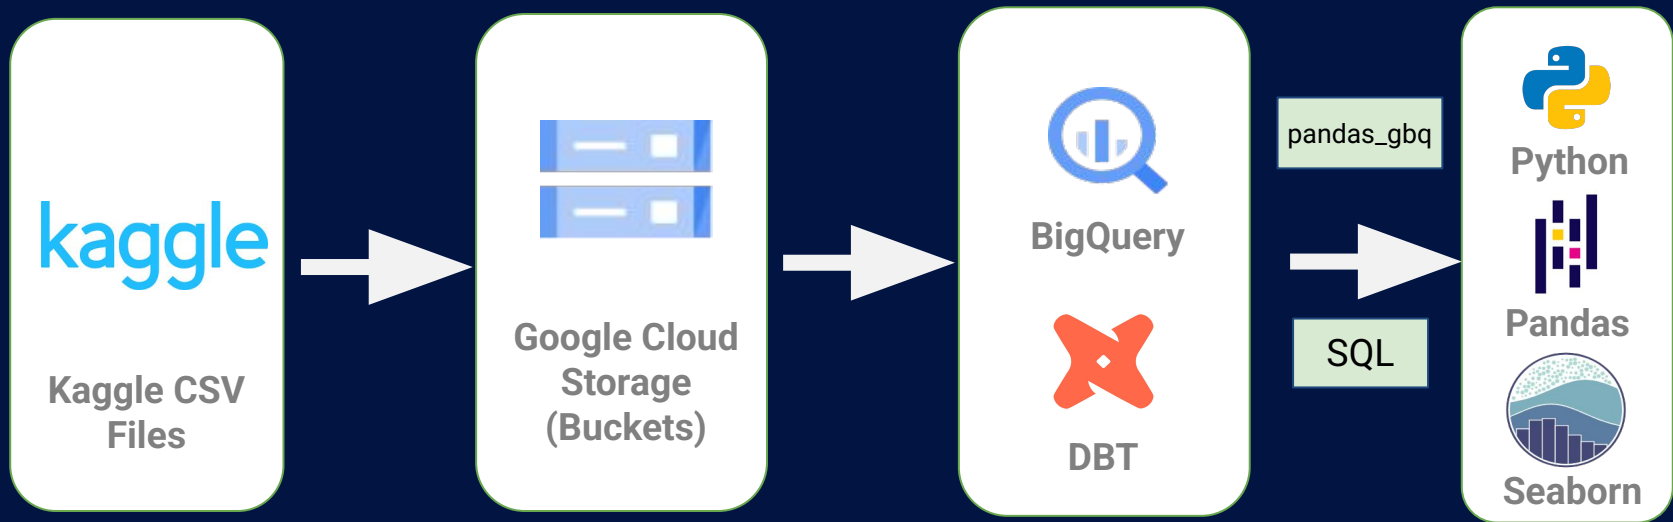 kaggle
Kaggle CSV
Files
Google Cloud
Storage
(Buckets)
BigQuery
DBT
pandas_gbq
SQL
Python
Pandas
Seaborn